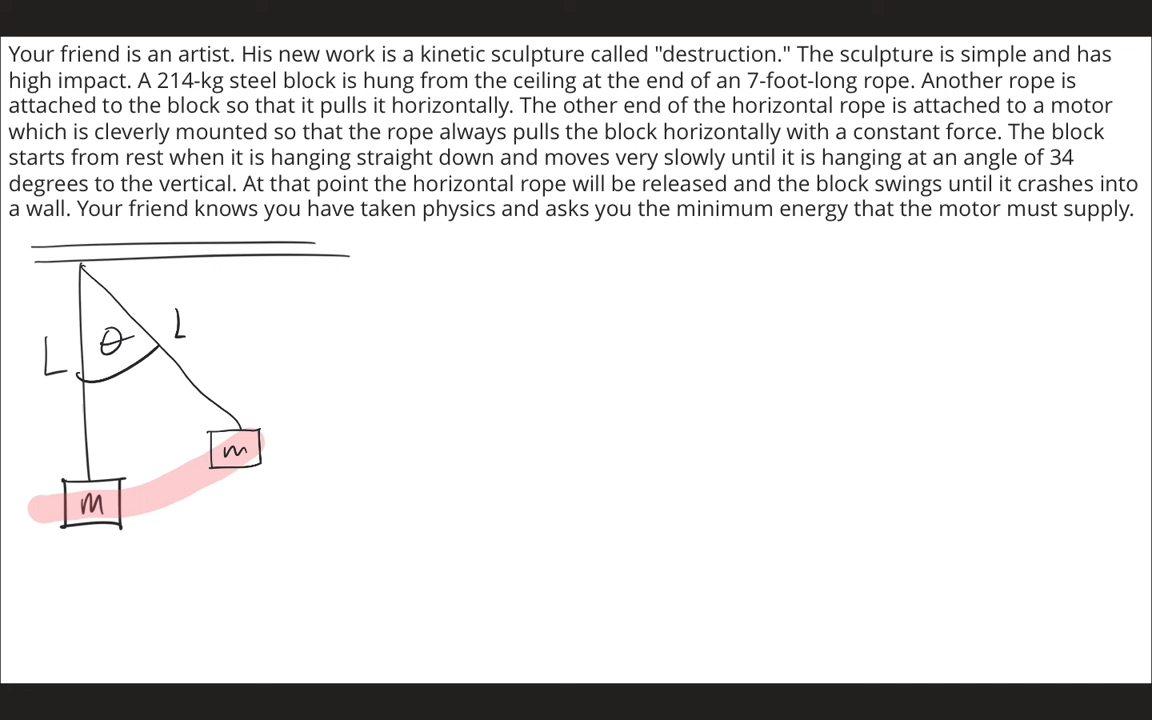 Your friend is an artist. His new work is a kinetic sculpture called "destruction." The sculpture is simple and has
high impact. A 214-kg steel block is hung from the ceiling at the end of an 7-foot-long rope. Another rope is
attached to the block so that it pulls it horizontally. The other end of the horizontal rope is attached to a motor
which is cleverly mounted so that the rope always pulls the block horizontally with a constant force. The block
starts from rest when it is hanging straight down and moves very slowly until it is hanging at an angle of 34
degrees to the vertical. At that point the horizontal rope will be released and the block swings until it crashes into
a wall. Your friend knows you have taken physics and asks you the minimum energy that the motor must supply.
L θ L
m
m